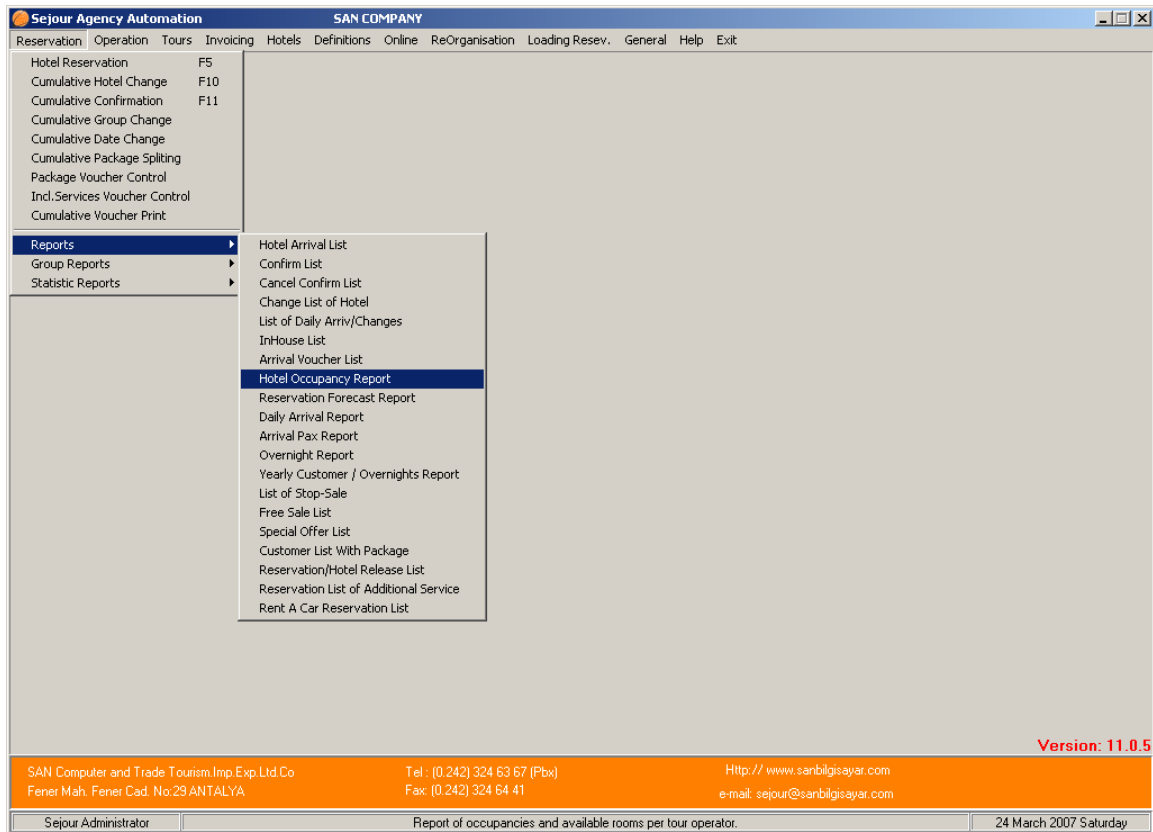 Sejour Agency Automation SAN COMPANY
Reservation Operation Tours Invoicing Hotels Definitions Online ReOrganisation Loading Resev. General Help Exit
Hotel Reservation F5
Cumulative Hotel Change F10
Cumulative Confirmation F11
Cumulative Group Change
Cumulative Date Change
Cumulative Package Spliting
Package Voucher Control
Incl.Services Voucher Control
Cumulative Voucher Print
Reports
Group Reports
Statistic Reports
Hotel Arrival List
Confirm List
Cancel Confirm List
Change List of Hotel
List of Daily Arriv/Changes
InHouse List
Arrival Voucher List
Hotel Occupancy Report
Reservation Forecast Report
Daily Arrival Report
Arrival Pax Report
Overnight Report
Yearly Customer / Overnights Report
List of Stop-Sale
Free Sale List
Special Offer List
Customer List With Package
Reservation/Hotel Release List
Reservation List of Additional Service
Rent A Car Reservation List
Version: 11.0.5
SAN Computer and Trade Tourism.Imp.Exp.Ltd.Co Tel : (0.242) 324 63 67 (Pbx) Http:// www.sanbilgisayar.com
Fener Mah. Fener Cad. No:29 ANTALYA Fax: (0.242) 324 64 41 e-mail: sejour@sanbilgisayar.com
Sejour Administrator Report of occupancies and available rooms per tour operator. 24 March 2007 Saturday